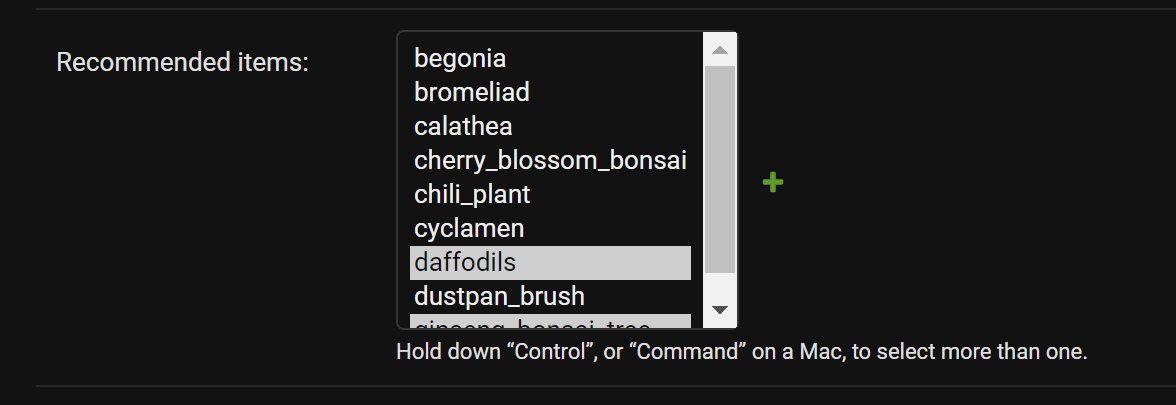 Recommended items:
begonia
bromeliad
calathea
cherry_blossom_bonsai
chili_plant
cyclamen
daffodils
dustpan_brush
ginseng_bonsai_tree
Hold down “Control”, or “Command” on a Mac, to select more than one.